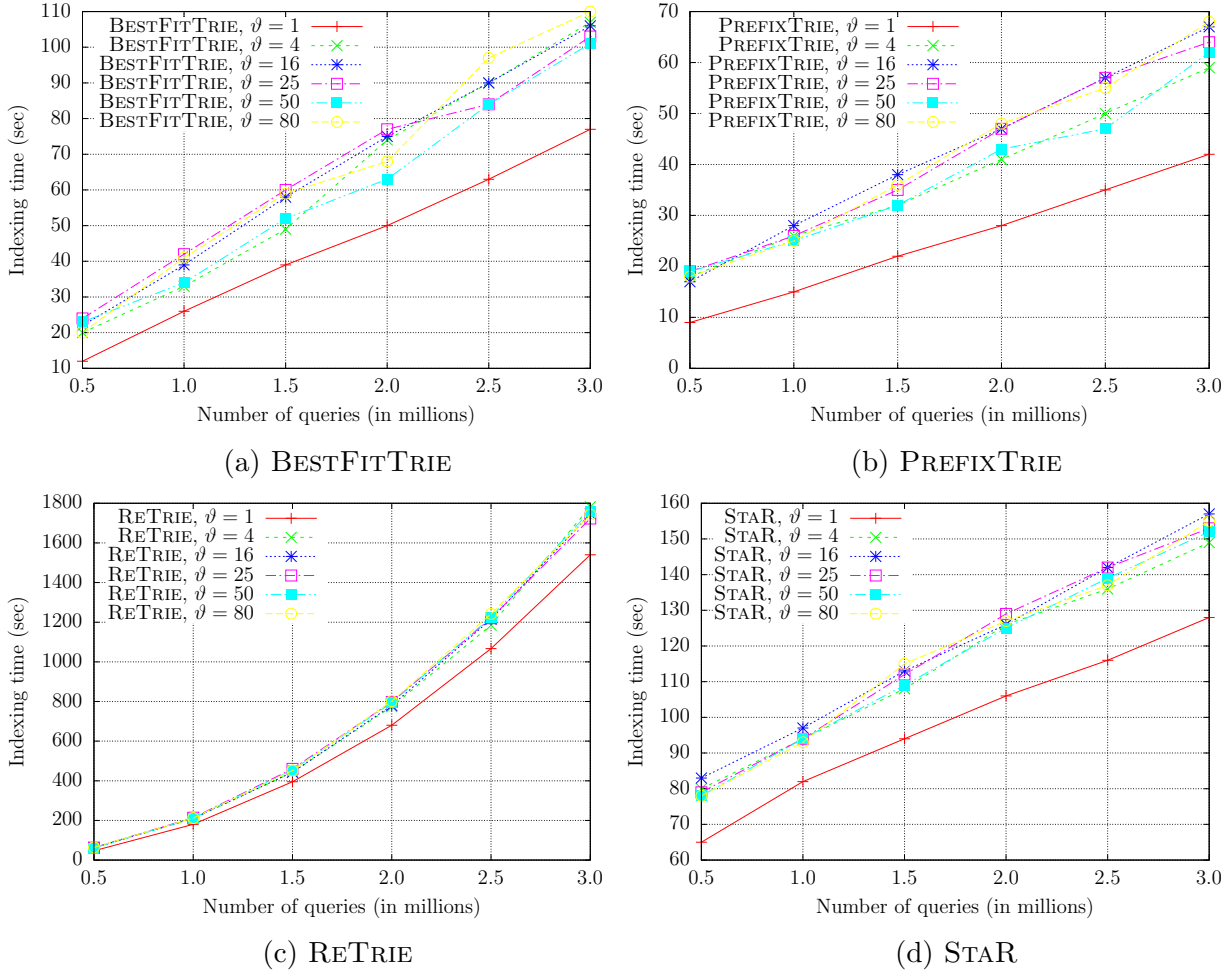 BESTFITTRIE, ϑ = 1
BESTFITTRIE, ϑ = 4
BESTFITTRIE, ϑ = 16
BESTFITTRIE, ϑ = 25
BESTFITTRIE, ϑ = 50
BESTFITTRIE, ϑ = 80
Indexing time (sec)
110
100
90
80
70
60
50
40
30
20
10
0.5 1.0 1.5 2.0 2.5 3.0
Number of queries (in millions)
(a) BESTFITTRIE
PREFIXTRIE, ϑ = 1
PREFIXTRIE, ϑ = 4
PREFIXTRIE, ϑ = 16
PREFIXTRIE, ϑ = 25
PREFIXTRIE, ϑ = 50
PREFIXTRIE, ϑ = 80
Indexing time (sec)
70
60
50
40
30
20
10
0
0.5 1.0 1.5 2.0 2.5 3.0
Number of queries (in millions)
(b) PREFIXTRIE
RETRIE, ϑ = 1
RETRIE, ϑ = 4
RETRIE, ϑ = 16
RETRIE, ϑ = 25
RETRIE, ϑ = 50
RETRIE, ϑ = 80
Indexing time (sec)
1800
1600
1400
1200
1000
800
600
400
200
0
0.5 1.0 1.5 2.0 2.5 3.0
Number of queries (in millions)
(c) RETRIE
STAR, ϑ = 1
STAR, ϑ = 4
STAR, ϑ = 16
STAR, ϑ = 25
STAR, ϑ = 50
STAR, ϑ = 80
Indexing time (sec)
160
150
140
130
120
110
100
90
80
70
60
0.5 1.0 1.5 2.0 2.5 3.0
Number of queries (in millions)
(d) STAR